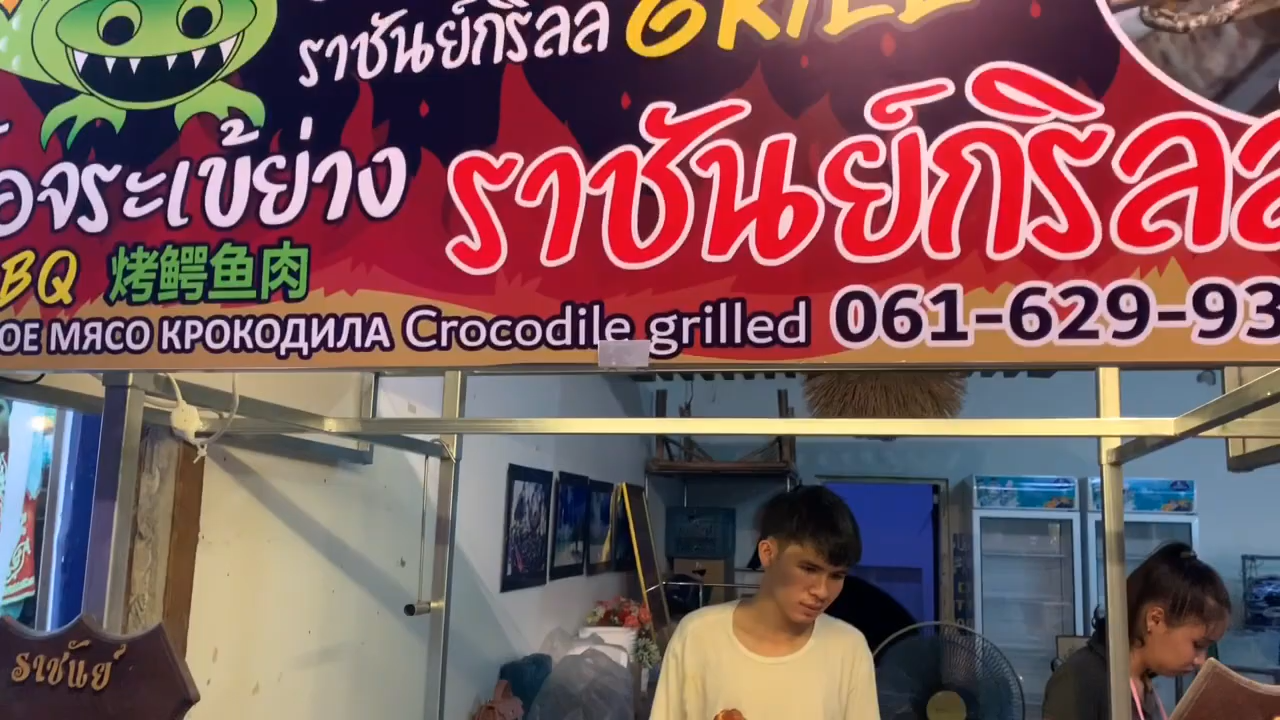 ราชันย์กริลล GRILL
อจระเข้ย่าง
ราชันย์กริลล
BQ 烤鳄鱼肉
ОЕ МЯСО КРОКОДИЛА Crocodile grilled 061-629-93
ราชันย์